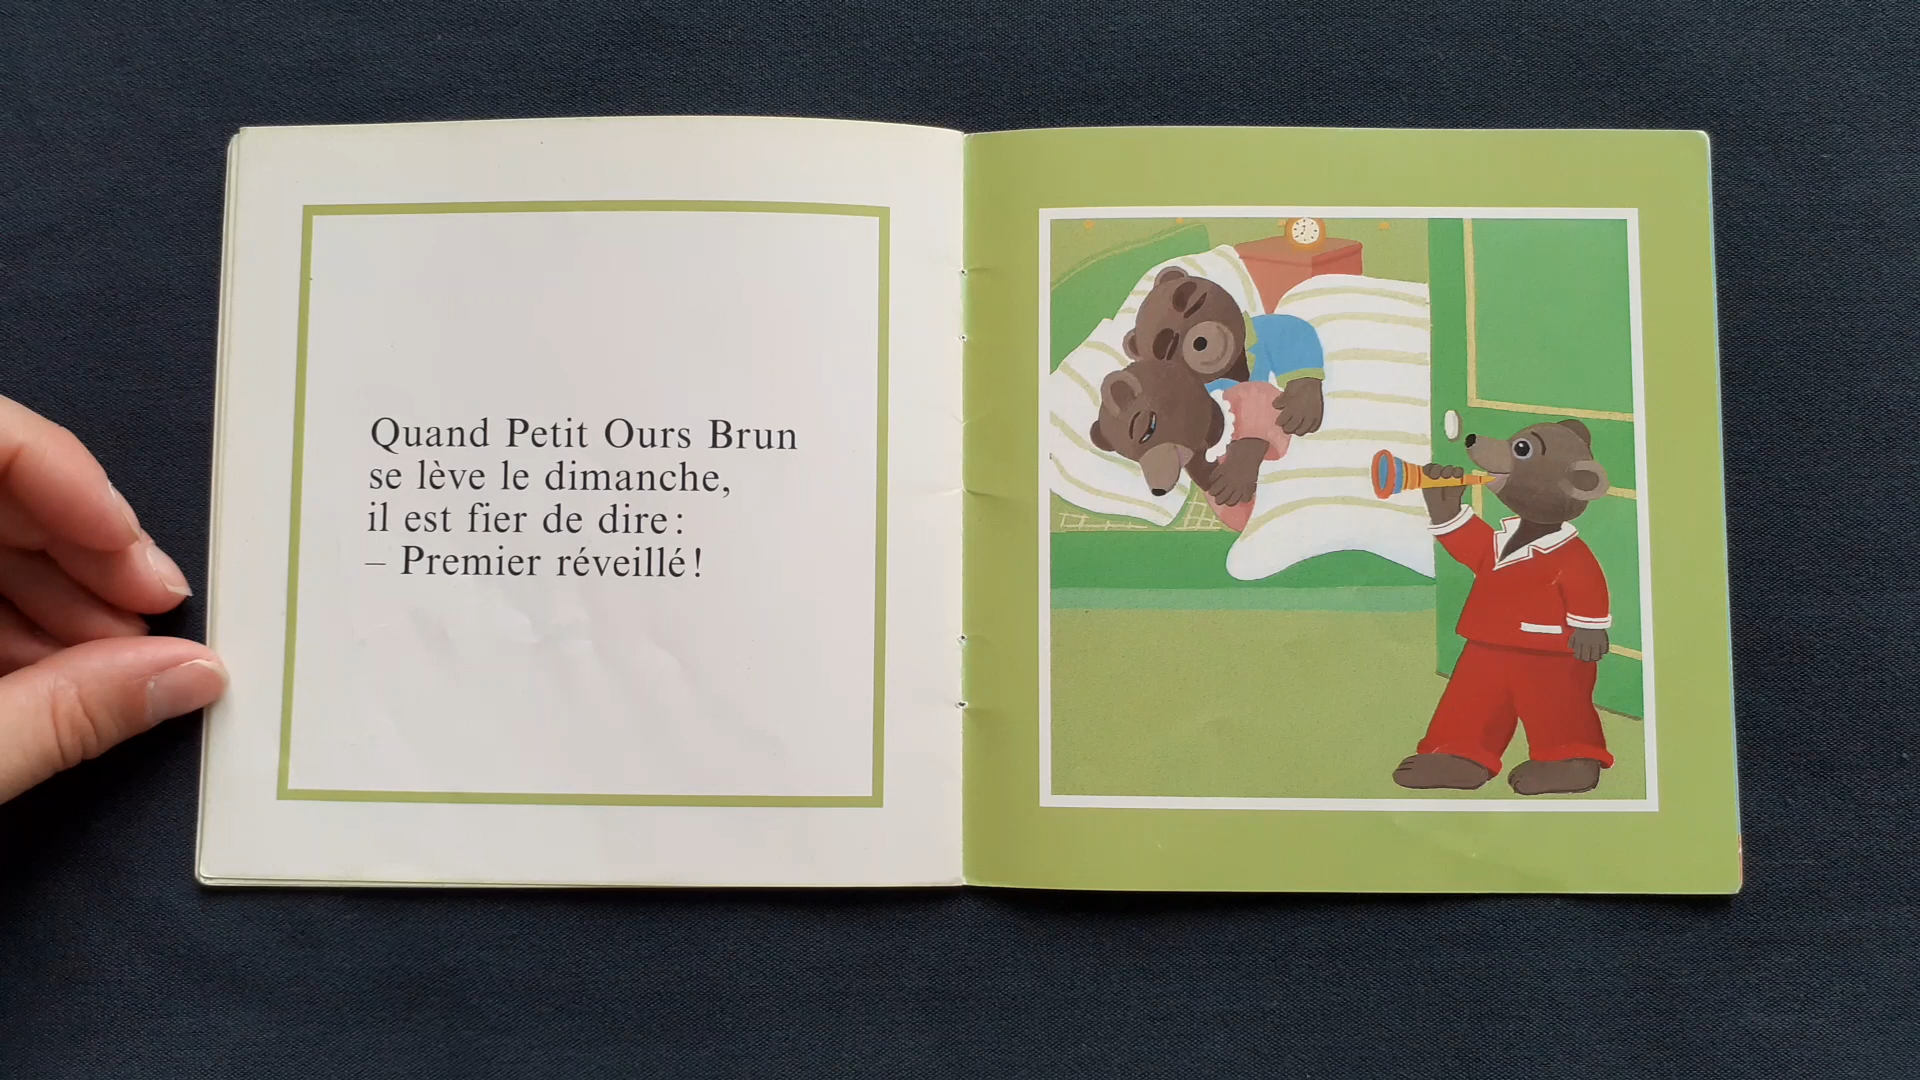 Quand Petit Ours Brun
se lève le dimanche,
il est fier de dire :
– Premier réveillé !